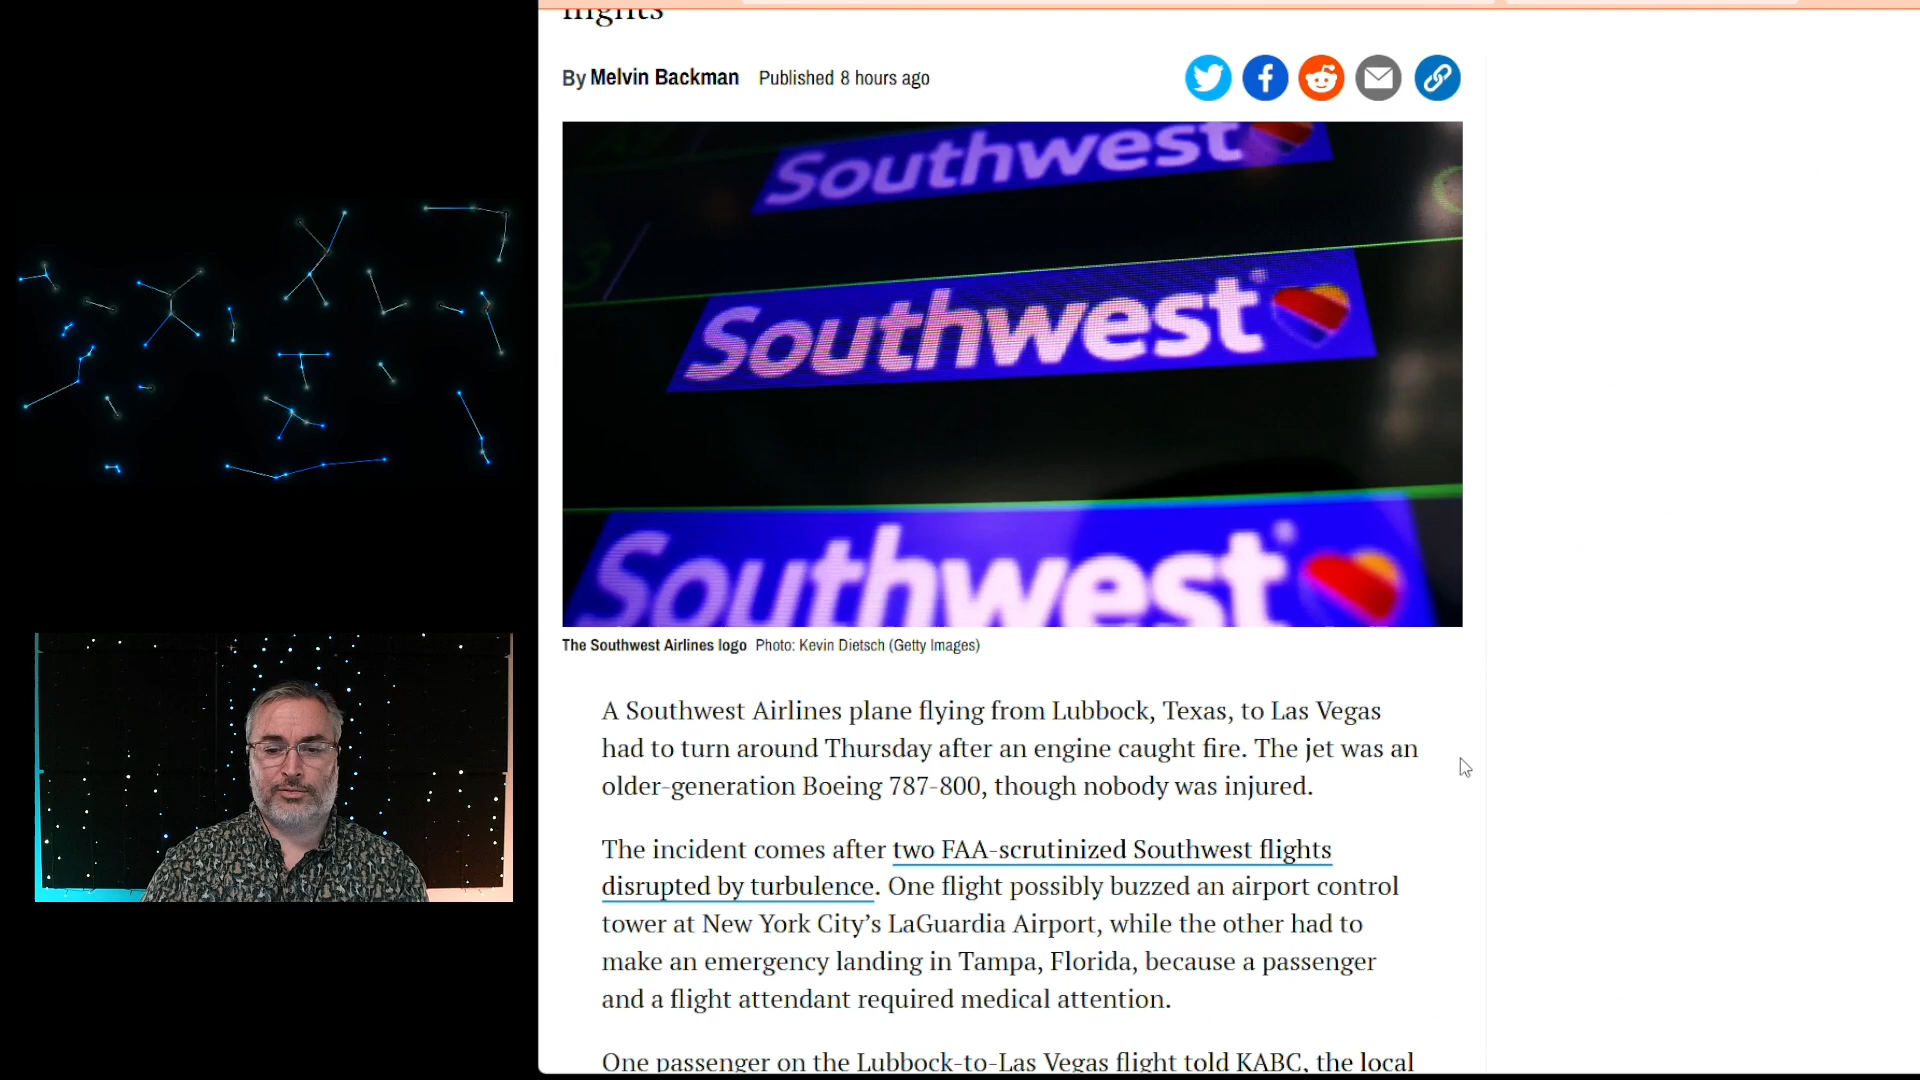 flights
By Melvin Backman Published 8 hours ago
Southwest
Southwest
Southwest
The Southwest Airlines logo Photo: Kevin Dietsch (Getty Images)
A Southwest Airlines plane flying from Lubbock, Texas, to Las Vegas
had to turn around Thursday after an engine caught fire. The jet was an
older-generation Boeing 787-800, though nobody was injured.
The incident comes after two FAA-scrutinized Southwest flights
disrupted by turbulence. One flight possibly buzzed an airport control
tower at New York City’s LaGuardia Airport, while the other had to
make an emergency landing in Tampa, Florida, because a passenger
and a flight attendant required medical attention.
One passenger on the Lubbock-to-Las Vegas flight told KABC, the local